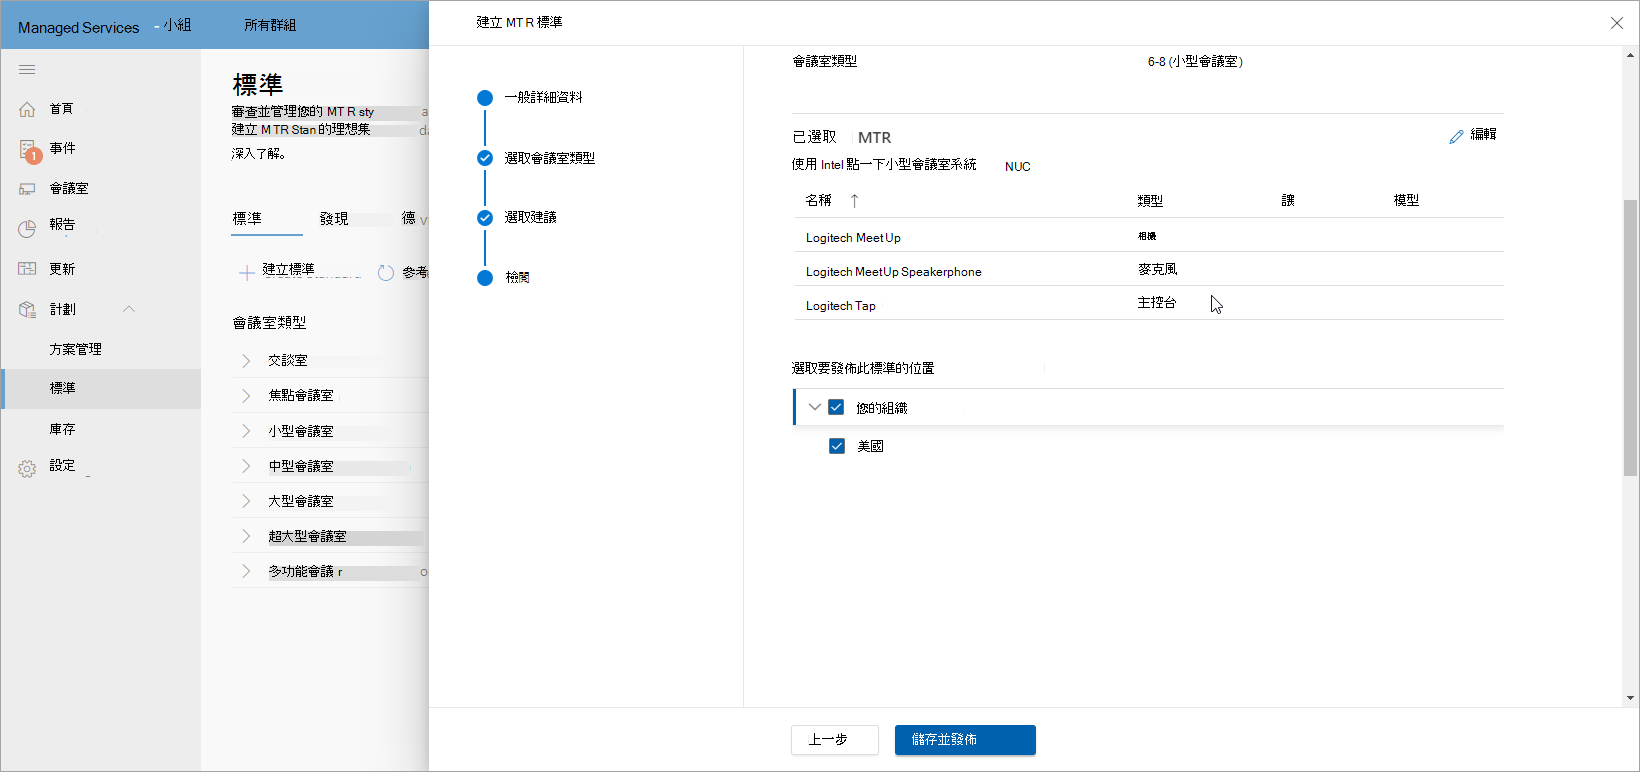 Managed Services - 小組 所有群組
首頁
事件
1
會議室
報告
更新
計劃
方案管理
標準
庫存
設定
標準
審查並管理您的 MTR sty a
建立 MTR Stan 的理想集 da
深入了解。
標準 發現 德 v
建立標準 參考
會議室類型
交談室
焦點會議室
小型會議室
中型會議室
大型會議室
超大型會議室
多功能會議 r o
建立 MTR 標準
一般詳細資料
選取會議室類型
選取建議
檢閱
會議室類型 6-8 (小型會議室)
已選取 MTR 編輯
使用 Intel 點一下小型會議室系統 NUC
名稱 ↑ 類型 讓 模型
Logitech MeetUp 相機
Logitech MeetUp Speakerphone 麥克風
Logitech Tap 主控台
選取要發佈此標準的位置
您的組織
美國
上一步 儲存並發佈